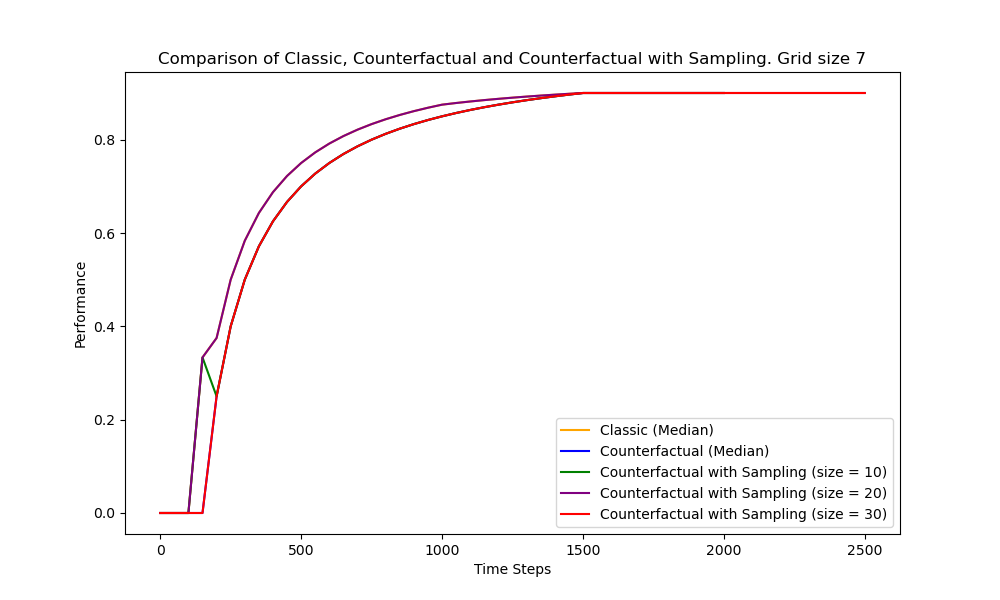 Comparison of Classic, Counterfactual and Counterfactual with Sampling. Grid size 7
Performance
0.8
0.6
0.4
0.2
0.0
0 500 1000 1500 2000 2500
Time Steps
Classic (Median)
Counterfactual (Median)
Counterfactual with Sampling (size = 10)
Counterfactual with Sampling (size = 20)
Counterfactual with Sampling (size = 30)